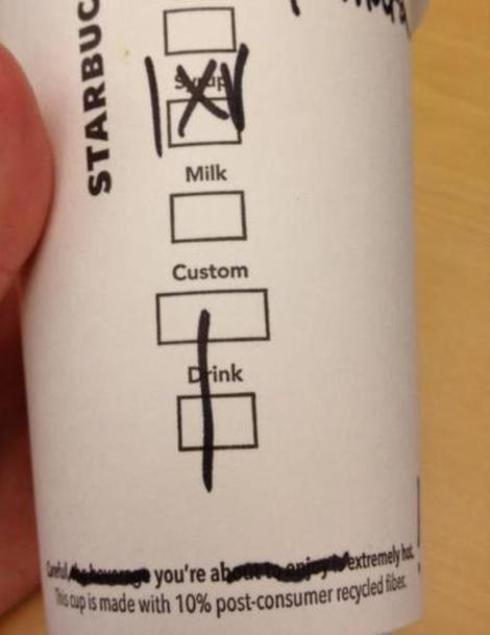 STARBUC
Syrup
Milk
Custom
Drink
Careful, you're ab extremely hot.
This cup is made with 10% post-consumer recycled fiber.